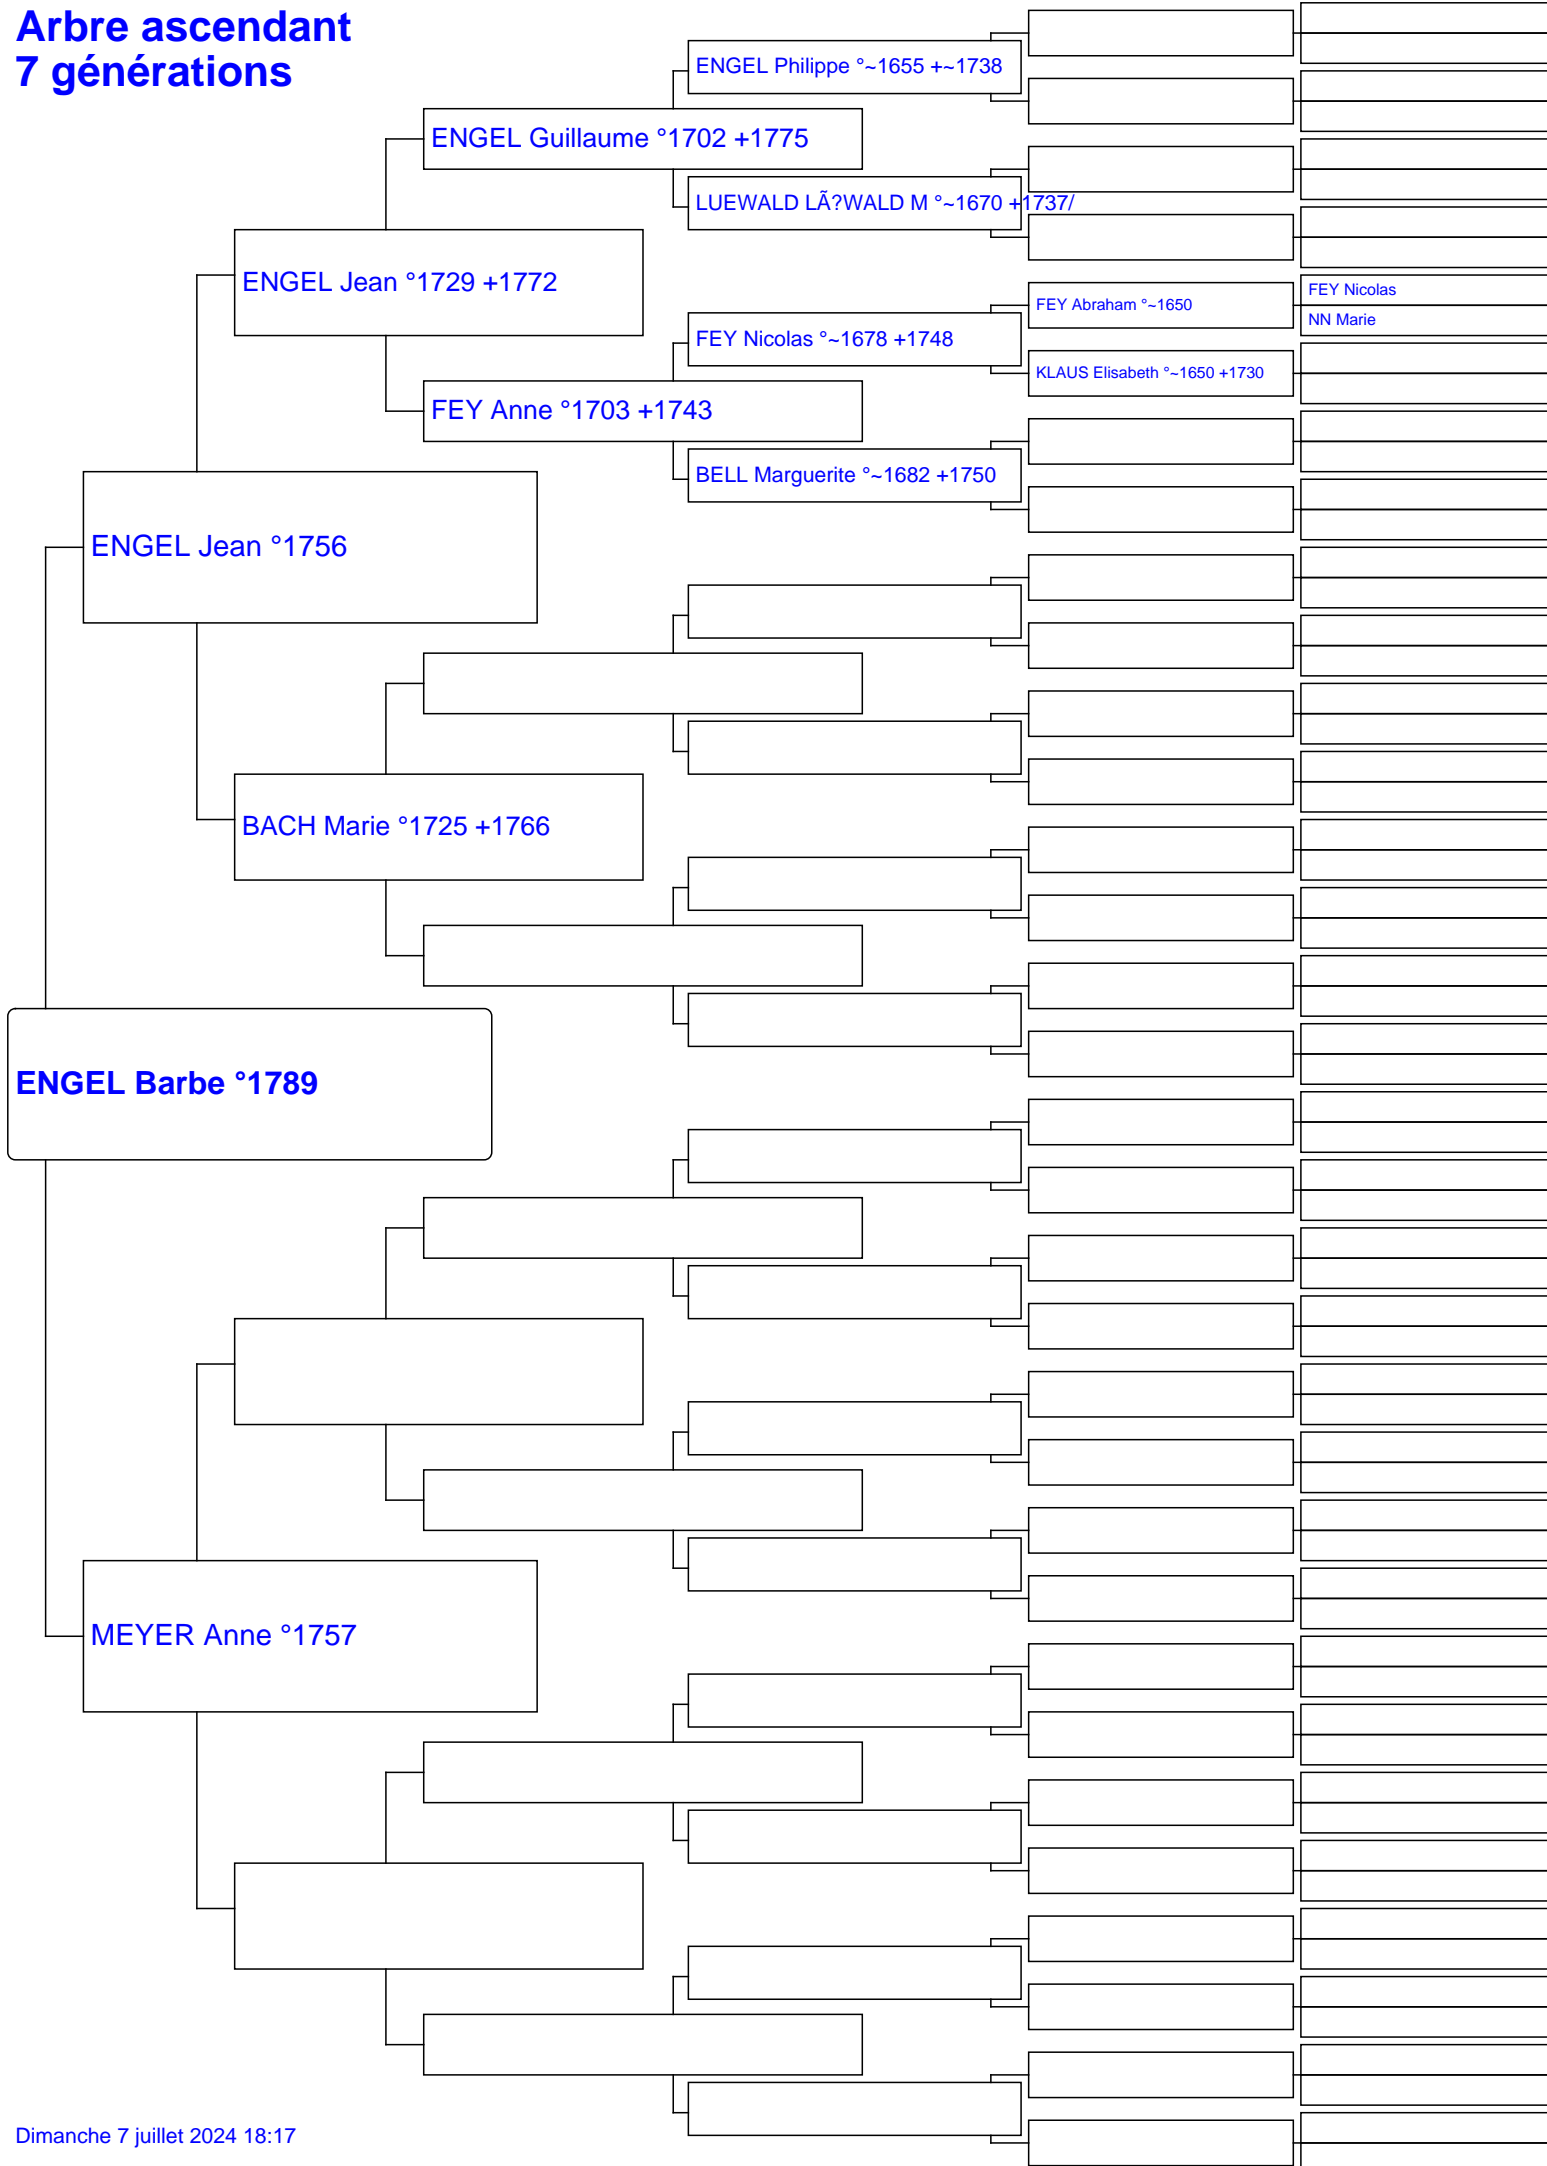 Arbre ascendant
7 générations
ENGEL Philippe °~1655 +~1738
ENGEL Guillaume °1702 +1775
LUEWALD LÃ?WALD M °~1670 +1737/
ENGEL Jean °1729 +1772
FEY Nicolas
FEY Abraham °~1650
NN Marie
FEY Nicolas °~1678 +1748
KLAUS Elisabeth °~1650 +1730
FEY Anne °1703 +1743
BELL Marguerite °~1682 +1750
ENGEL Jean °1756
BACH Marie °1725 +1766
ENGEL Barbe °1789
MEYER Anne °1757
Dimanche 7 juillet 2024 18:17